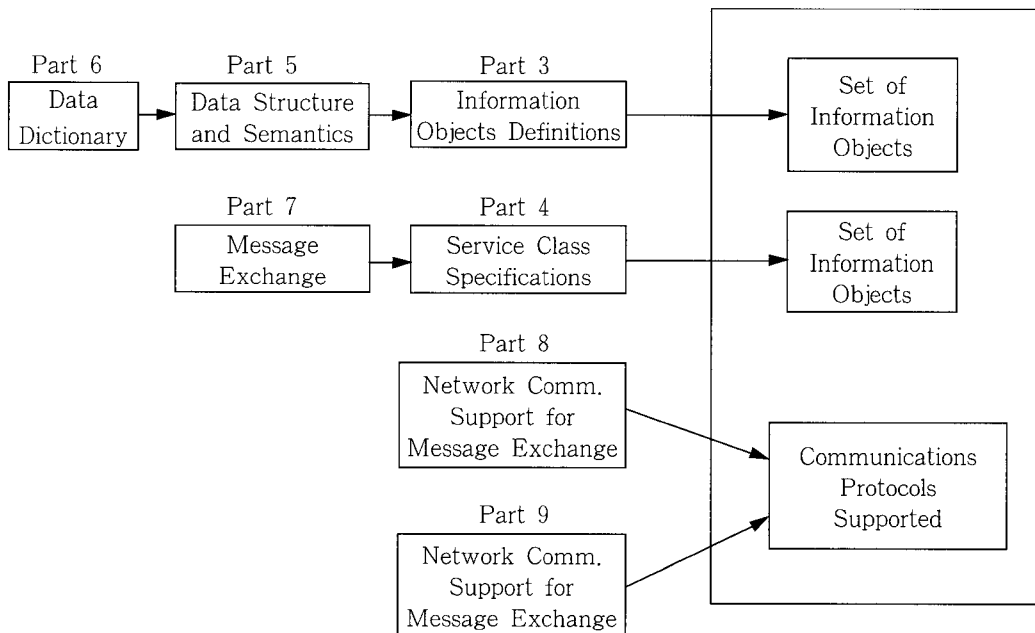 Part 6
Data
Dictionary
Part 5
Data Structure
and Semantics
Part 3
Information
Objects Definitions
Set of
Information
Objects
Part 7
Message
Exchange
Part 4
Service Class
Specifications
Set of
Information
Objects
Part 8
Network Comm.
Support for
Message Exchange
Part 9
Network Comm.
Support for
Message Exchange
Communications
Protocols
Supported